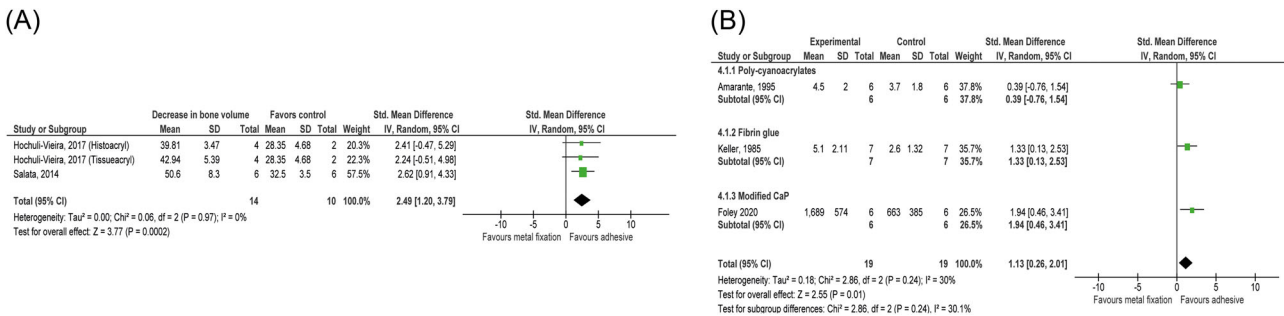 (A)
Decrease in bone volume Favors control Std. Mean Difference Std. Mean Difference
Study or Subgroup Mean SD Total Mean SD Total Weight IV, Random, 95% CI IV, Random, 95% CI
Hochuli-Vieira, 2017 (Histoacryl) 39.81 3.47 4 28.35 4.68 2 20.3% 2.41 [-0.47, 5.29]
Hochuli-Vieira, 2017 (Tissueacryl) 42.94 5.39 4 28.35 4.68 2 22.3% 2.24 [-0.51, 4.98]
Salata, 2014 50.6 8.3 6 32.5 3.5 6 57.5% 2.62 [0.91, 4.33]
Total (95% CI) 14 10 100.0% 2.49 [1.20, 3.79]
Heterogeneity: Tau² = 0.00; Chi² = 0.06, df = 2 (P = 0.97); I² = 0%
Test for overall effect: Z = 3.77 (P = 0.0002)
-10 -5 0 5 10
Favours metal fixation Favours adhesive
(B)
Experimental Control Std. Mean Difference Std. Mean Difference
Study or Subgroup Mean SD Total Mean SD Total Weight IV, Random, 95% CI IV, Random, 95% CI
4.1.1 Poly-cyanoacrylates
Amarante, 1995 4.5 2 6 3.7 1.8 6 37.8% 0.39 [-0.76, 1.54]
Subtotal (95% CI) 6 6 37.8% 0.39 [-0.76, 1.54]
4.1.2 Fibrin glue
Keller, 1985 5.1 2.11 7 2.6 1.32 7 35.7% 1.33 [0.13, 2.53]
Subtotal (95% CI) 7 7 35.7% 1.33 [0.13, 2.53]
4.1.3 Modified CaP
Foley 2020 1,689 574 6 663 385 6 26.5% 1.94 [0.46, 3.41]
Subtotal (95% CI) 6 6 26.5% 1.94 [0.46, 3.41]
Total (95% CI) 19 19 100.0% 1.13 [0.26, 2.01]
Heterogeneity: Tau² = 0.18; Chi² = 2.86, df = 2 (P = 0.24); I² = 30%
Test for overall effect: Z = 2.55 (P = 0.01)
Test for subgroup differences: Chi² = 2.86, df = 2 (P = 0.24), I² = 30.1%
-10 -5 0 5 10
Favours metal fixation Favours adhesive